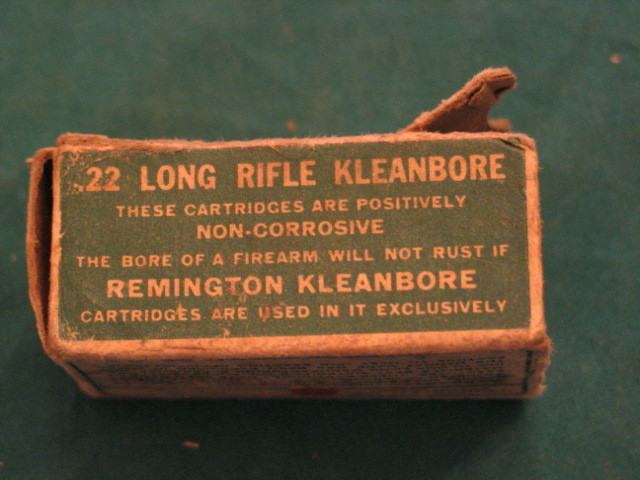 .22 LONG RIFLE KLEANBORE
THESE CARTRIDGES ARE POSITIVELY
NON-CORROSIVE
THE BORE OF A FIREARM WILL NOT RUST IF
REMINGTON KLEANBORE
CARTRIDGES ARE USED IN IT EXCLUSIVELY